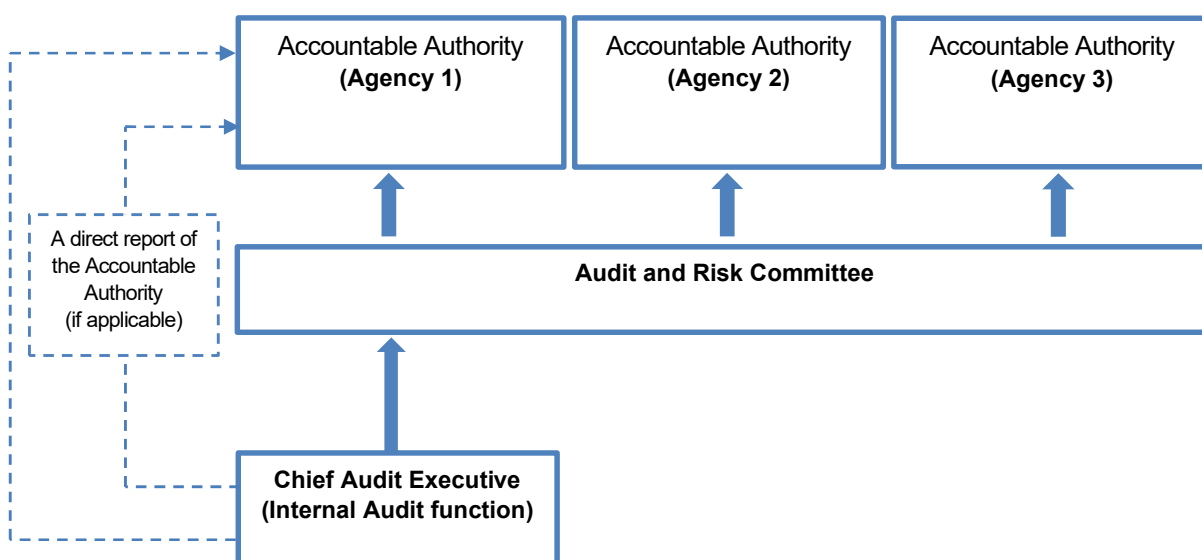 Accountable Authority
(Agency 1)
Accountable Authority
(Agency 2)
Accountable Authority
(Agency 3)
A direct report of
the Accountable
Authority
(if applicable)
Audit and Risk Committee
Chief Audit Executive
(Internal Audit function)